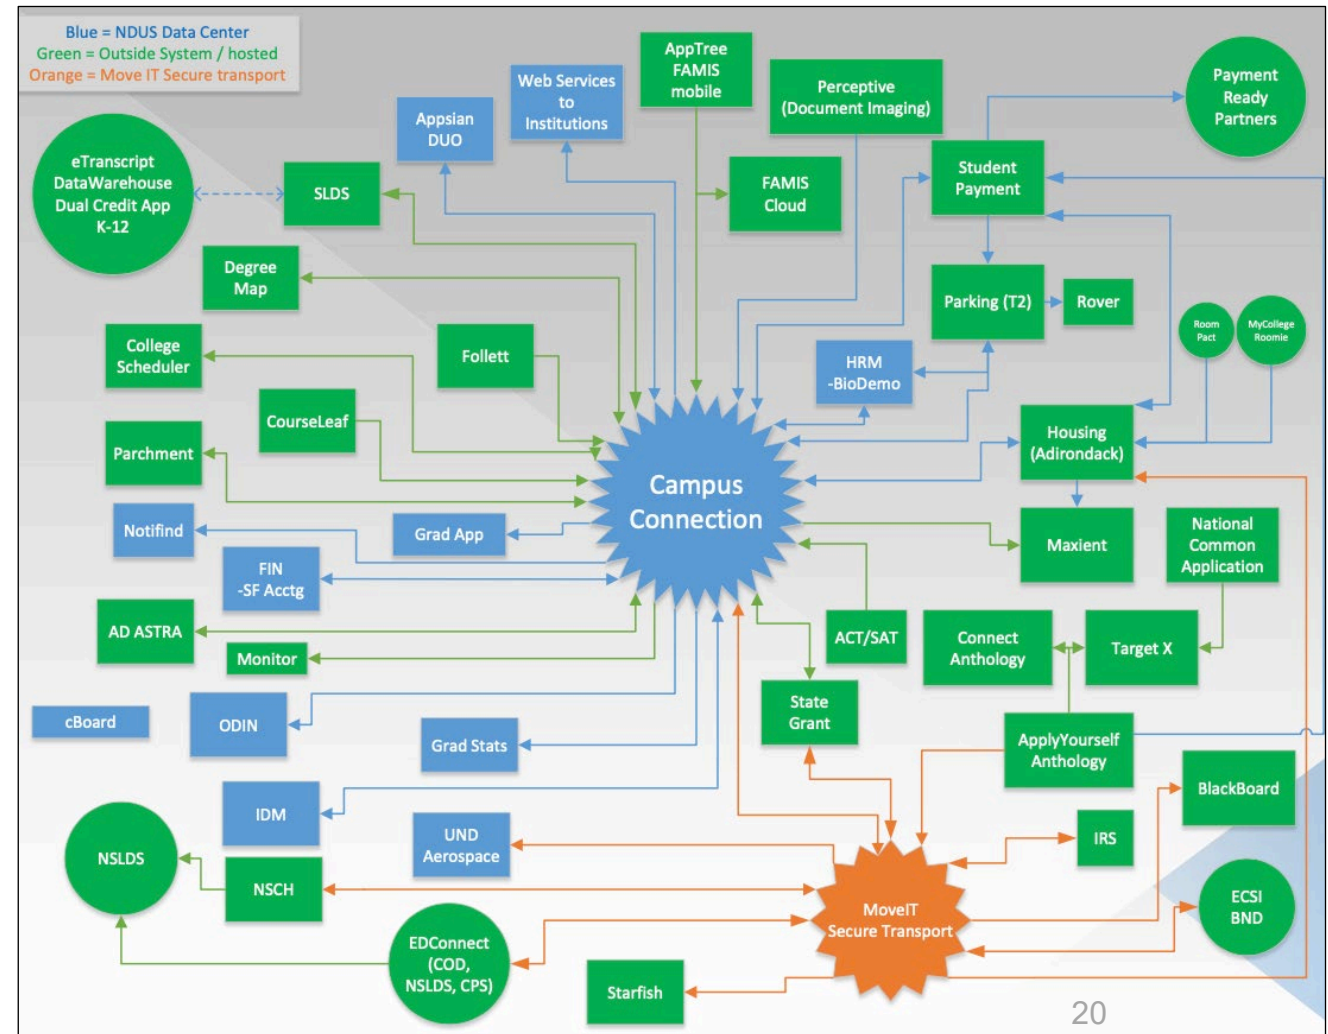 Blue = NDUS Data Center
Green = Outside System / hosted
Orange = Move IT Secure transport
AppTree
FAMIS
mobile
Web Services
to
Institutions
Perceptive
(Document Imaging)
Payment
Ready
Partners
Appsian
DUO
eTranscript
DataWarehouse
Dual Credit App
K-12
SLDS
FAMIS
Cloud
Student
Payment
Degree
Map
Parking (T2)
Rover
College
Scheduler
Follett
HRM
-BioDemo
Room
Pact
MyCollege
Roomie
CourseLeaf
Parchment
Housing
(Adirondack)
Campus
Connection
Notifind
Grad App
Maxient
National
Common
Application
FIN
-SF Acctg
AD ASTRA
Monitor
ACT/SAT
Connect
Anthology
Target X
cBoard
ODIN
Grad Stats
State
Grant
ApplyYourself
Anthology
BlackBoard
IDM
UND
Aerospace
IRS
NSLDS
NSCH
MoveIT
Secure Transport
ECSI
BND
EDConnect
(COD,
NSLDS, CPS)
Starfish
20